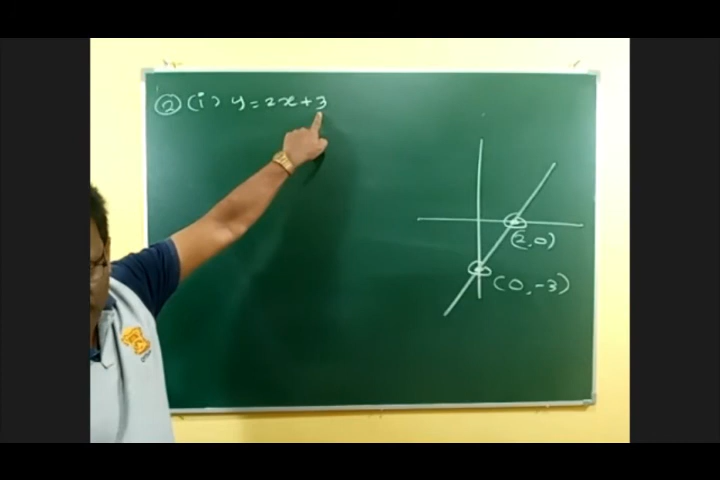 ② (i) y = 2x + 3
(2,0)
(0,-3)